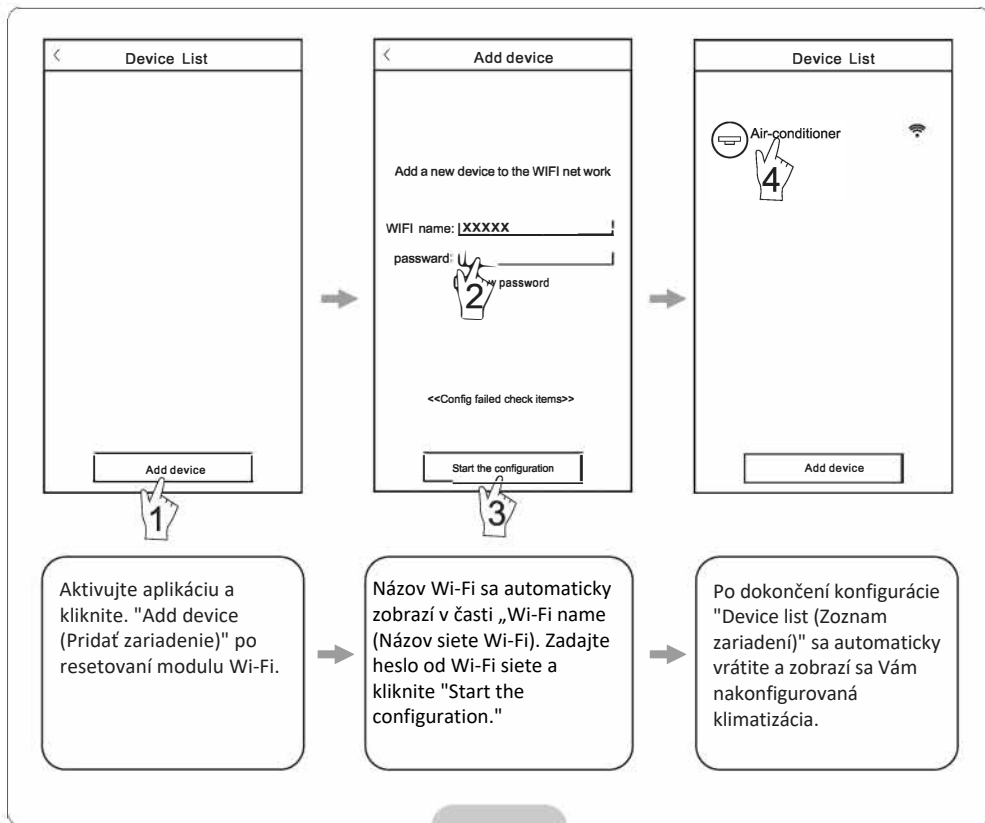 Device List
Add device
1
Add device
Add a new device to the WIFI net work
WIFI name: XXXXX
passward:
password
2
<<Config failed check items>>
Start the configuration
3
Device List
Air-conditioner
4
Add device
Aktivujte aplikáciu a
kliknite. "Add device
(Pridať zariadenie)" po
resetovaní modulu Wi-Fi.
Názov Wi-Fi sa automaticky
zobrazí v časti „Wi-Fi name
(Názov siete Wi-Fi). Zadajte
heslo od Wi-Fi siete a
kliknite "Start the
configuration."
Po dokončení konfigurácie
"Device list (Zoznam
zariadení)" sa automaticky
vrátite a zobrazí sa Vám
nakonfigurovaná
klimatizácia.